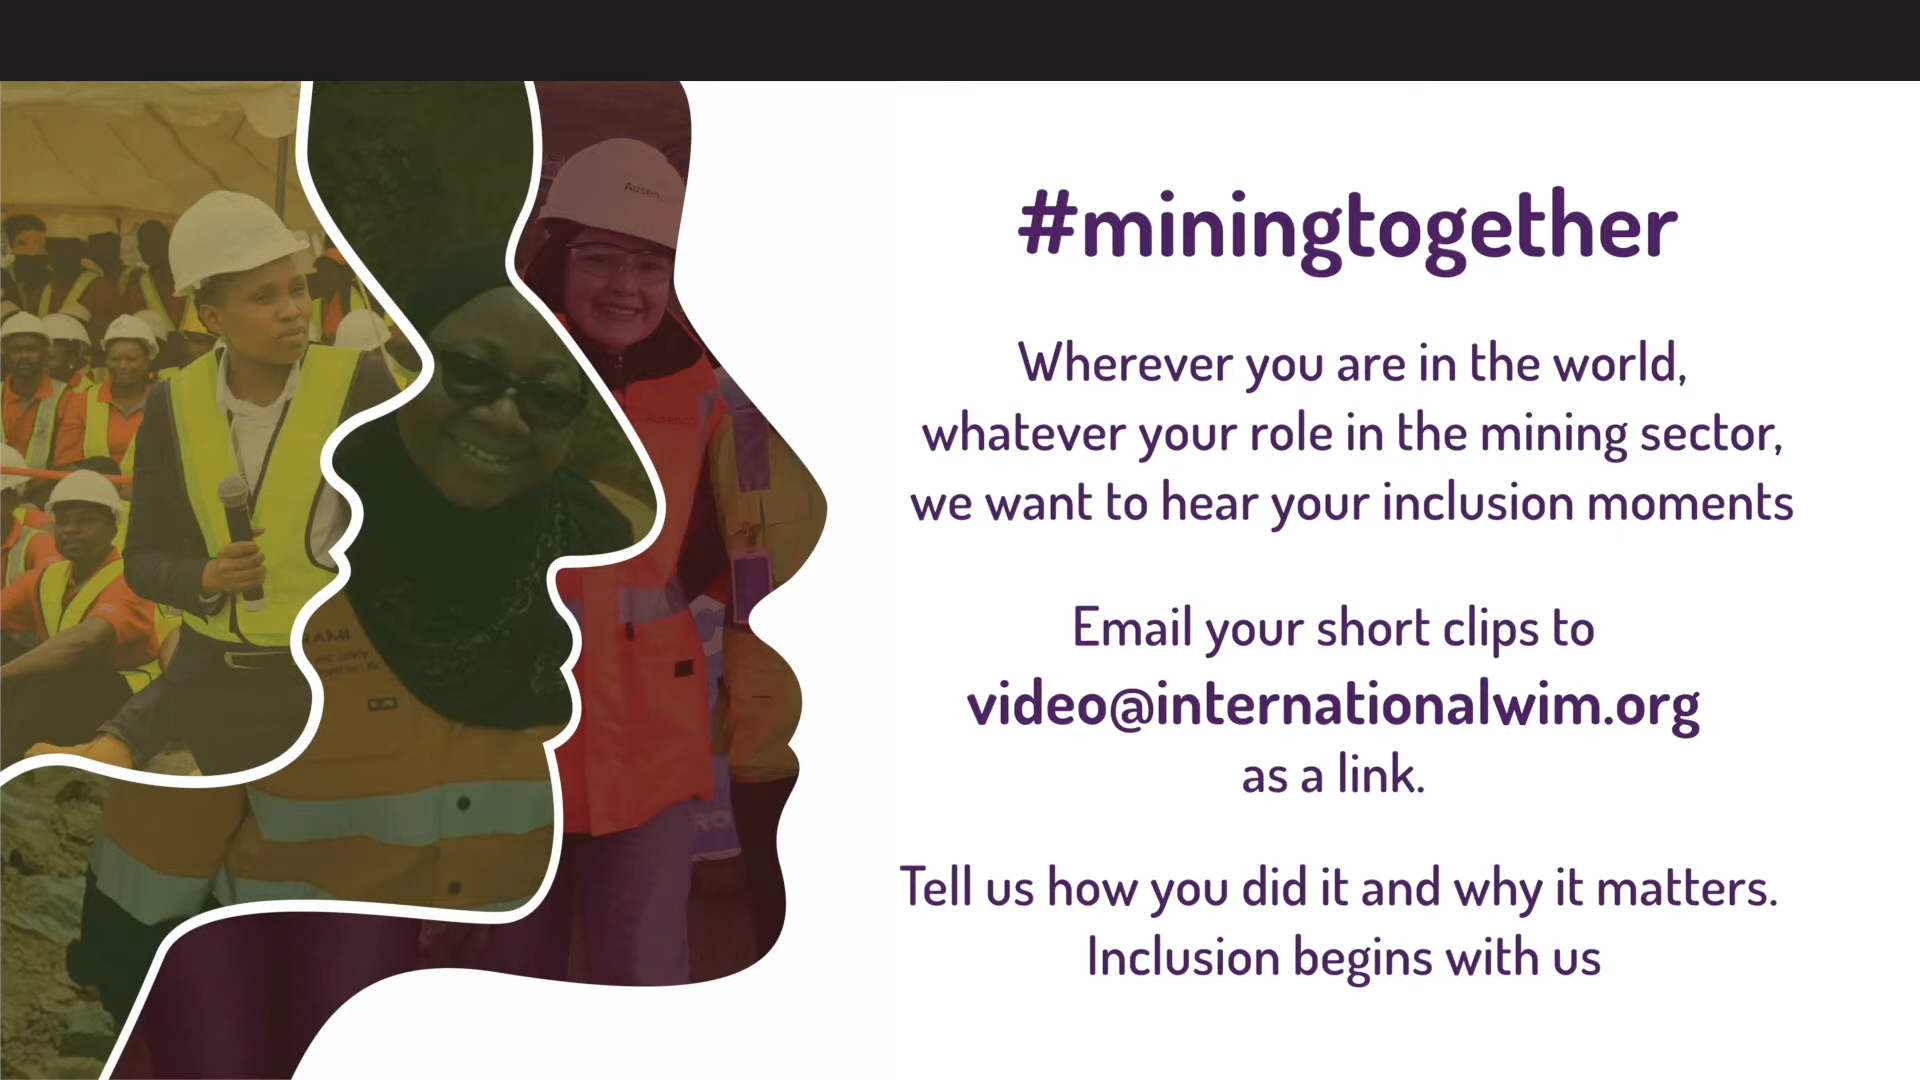 #miningtogether
Wherever you are in the world,
whatever your role in the mining sector,
we want to hear your inclusion moments
Email your short clips to
video@internationalwim.org
as a link.
Tell us how you did it and why it matters.
Inclusion begins with us
Ausenco
AMI